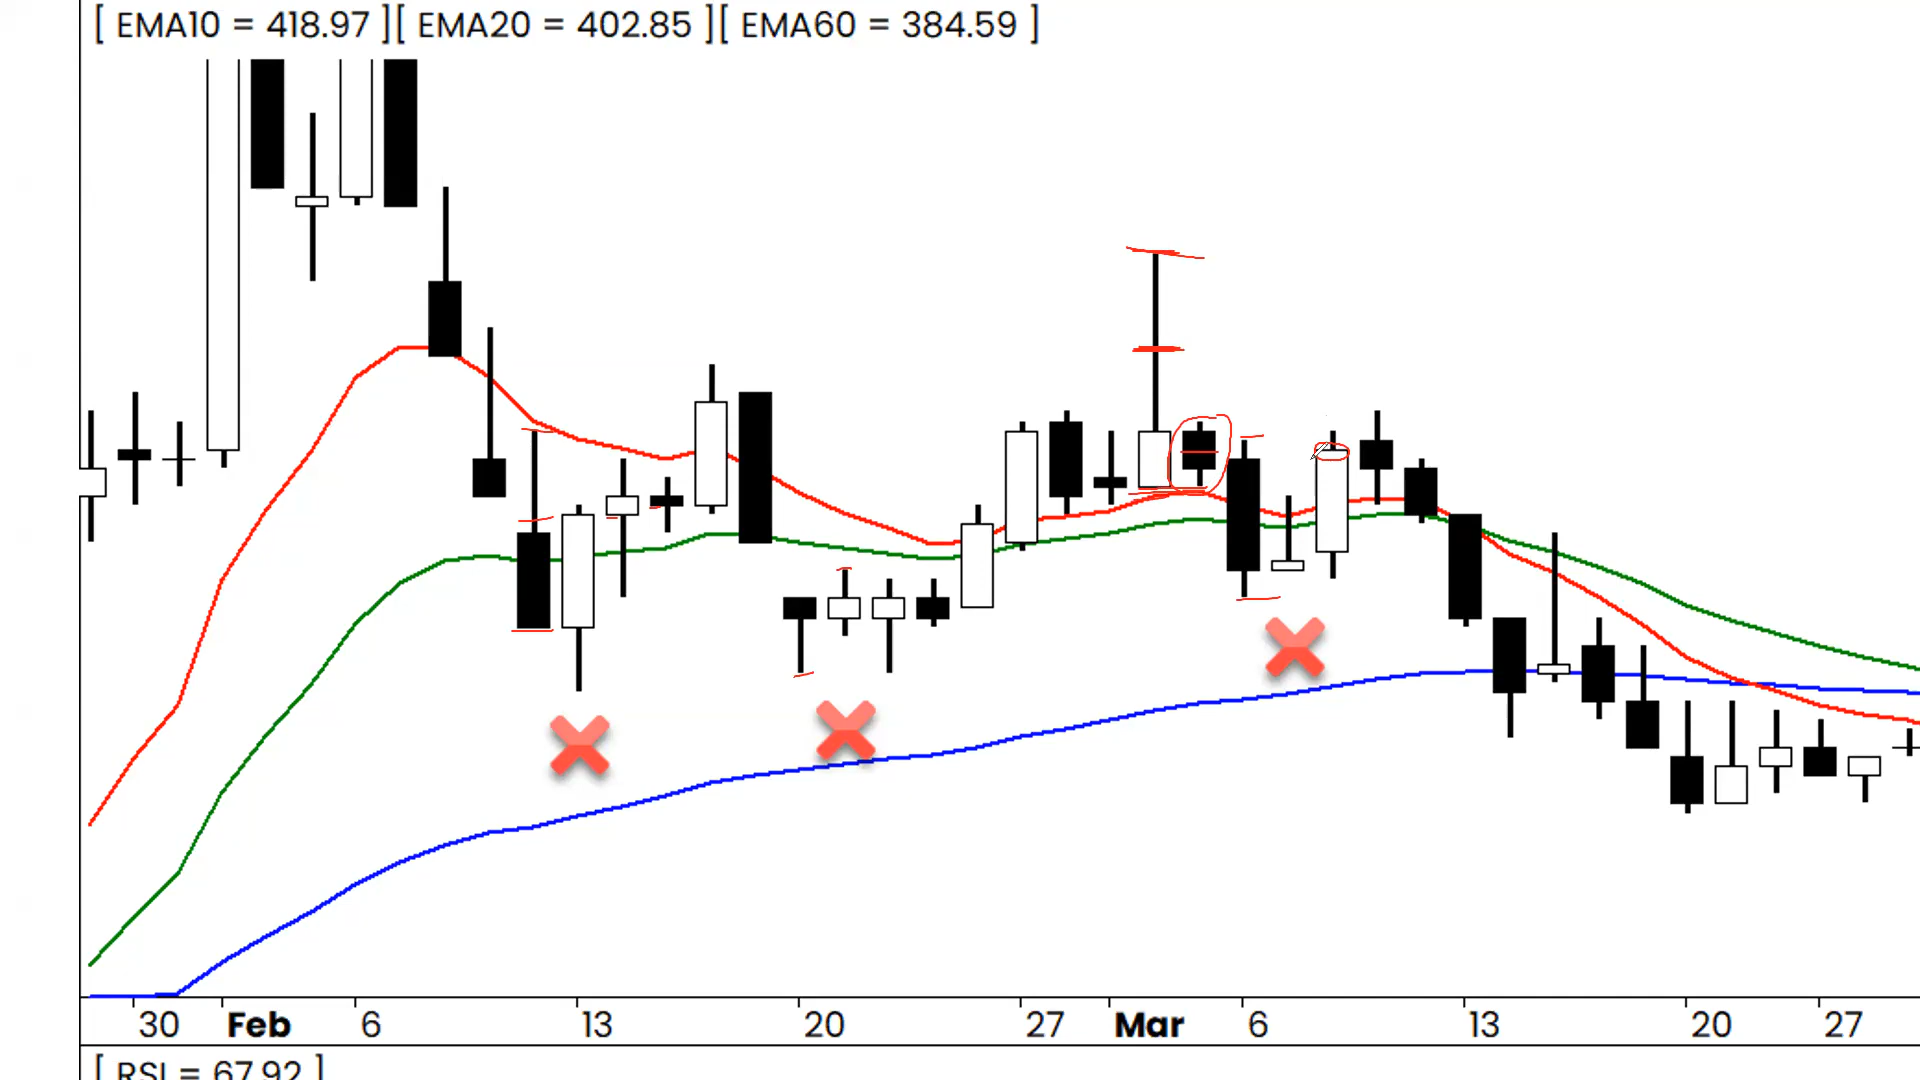 [ EMA10 = 418.97 ][ EMA20 = 402.85 ][ EMA60 = 384.59 ]
30 Feb 6 13 20 27 Mar 6 13 20 27
[ RSI = 67.92 ]